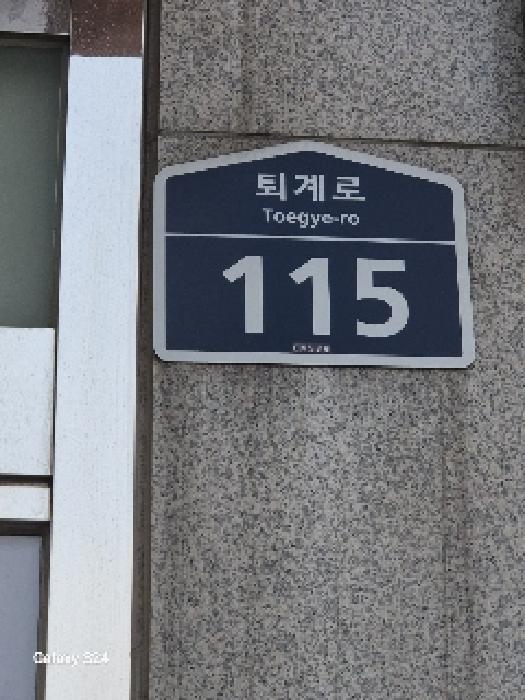 퇴계로
Toegye-ro
115
Galaxy S24